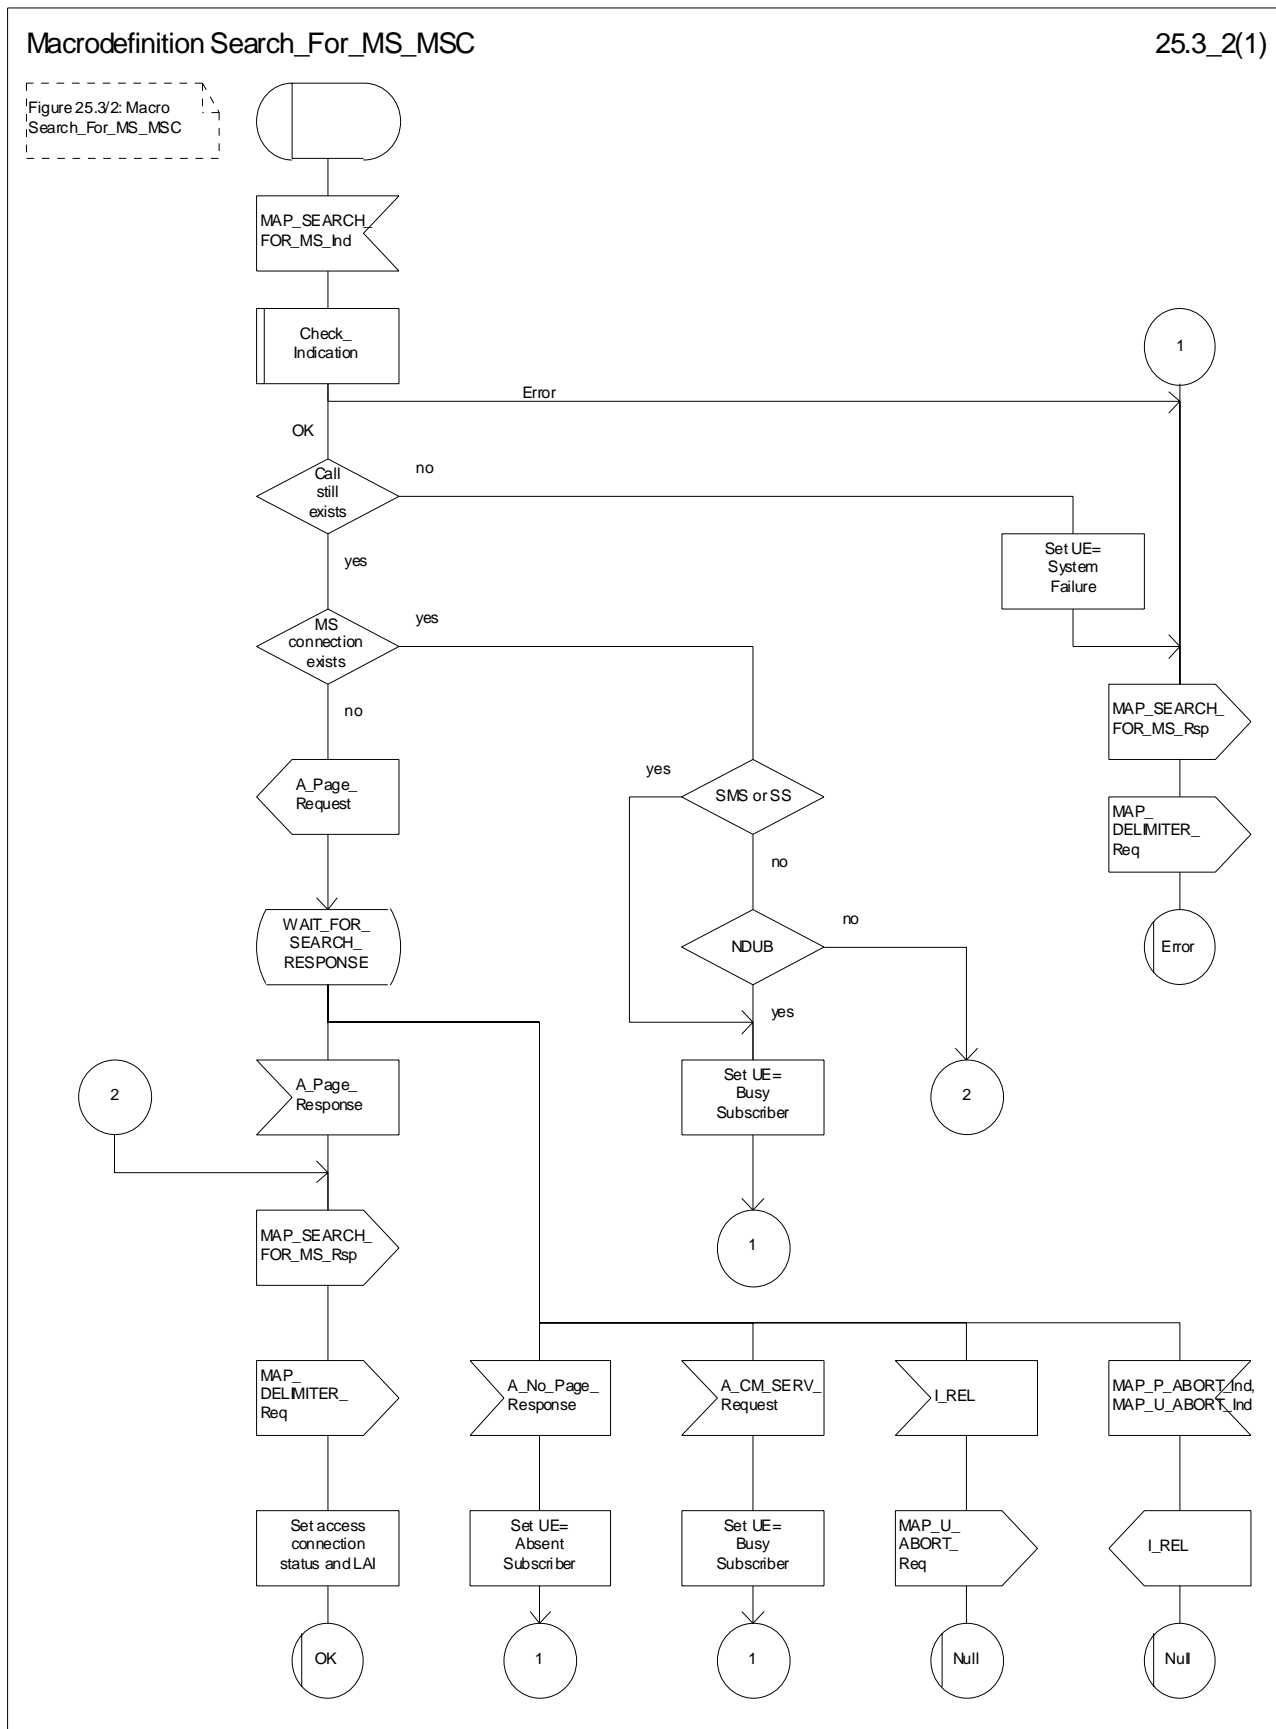 Macrodefinition Search_For_MS_MSC
25.3_2(1)
Figure 25.3/2: Macro
Search_For_MS_MSC
MAP_SEARCH_
FOR_MS_Ind
Check_
Indication
1
Error
OK
Call
still
exists
no
yes
Set UE=
System
Failure
MS
connection
exists
yes
no
MAP_SEARCH_
FOR_MS_Rsp
A_Page_
Request
yes
SMS or SS
no
MAP_
DELIMITER_
Req
WAIT_FOR_
SEARCH_
RESPONSE
NDUB
no
yes
Error
2
A_Page_
Response
Set UE=
Busy
Subscriber
2
MAP_SEARCH_
FOR_MS_Rsp
1
MAP_
DELIMITER_
Req
A_No_Page_
Response
A_CM_SERV_
Request
I_REL
MAP_P_ABORT_Ind,
MAP_U_ABORT_Ind
Set access
connection
status and LAI
Set UE=
Absent
Subscriber
Set UE=
Busy
Subscriber
MAP_U_
ABORT_
Req
I_REL
OK
1
1
Null
Null